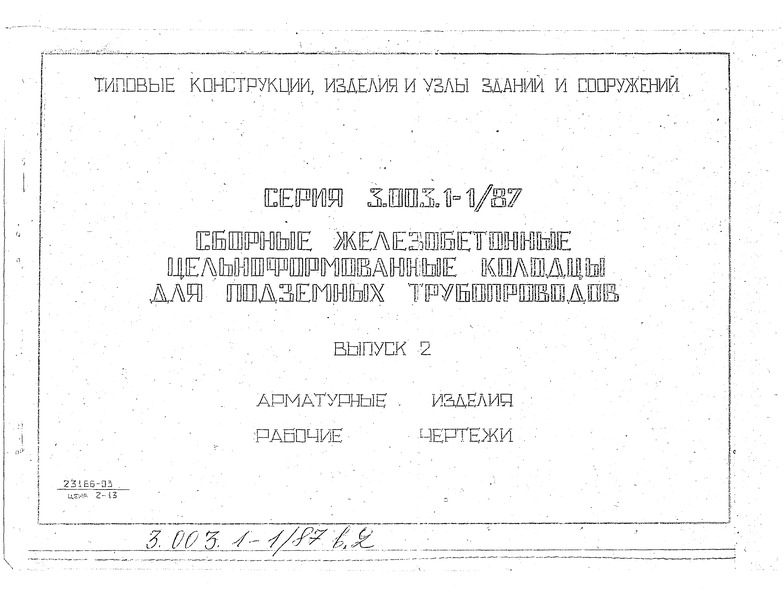 ТИПОВЫЕ КОНСТРУКЦИИ, ИЗДЕЛИЯ И УЗЛЫ ЗДАНИЙ И СООРУЖЕНИЙ
СЕРИЯ 3.003.1-1/87
СБОРНЫЕ ЖЕЛЕЗОБЕТОННЫЕ
ЦЕЛЬНОФОРМОВАННЫЕ КОЛОДЦЫ
ДЛЯ ПОДЗЕМНЫХ ТРУБОПРОВОДОВ
ВЫПУСК 2
АРМАТУРНЫЕ ИЗДЕЛИЯ
РАБОЧИЕ ЧЕРТЕЖИ
23186-03
ЦЕНА 2-13
3.003.1-1/87 в.2